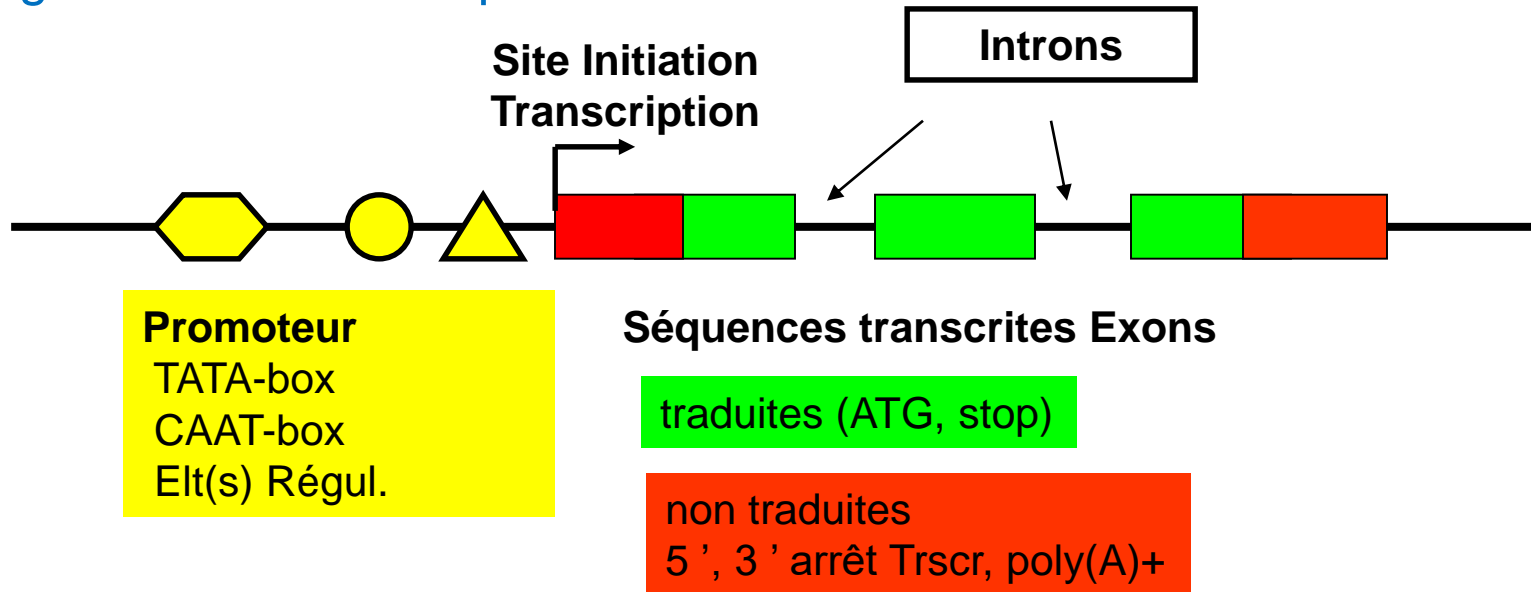 Site Initiation
Transcription
Introns
Promoteur
TATA-box
CAAT-box
Elt(s) Régul.
Séquences transcrites Exons
traduites (ATG, stop)
non traduites
5 ’, 3 ’ arrêt Trscr, poly(A)+